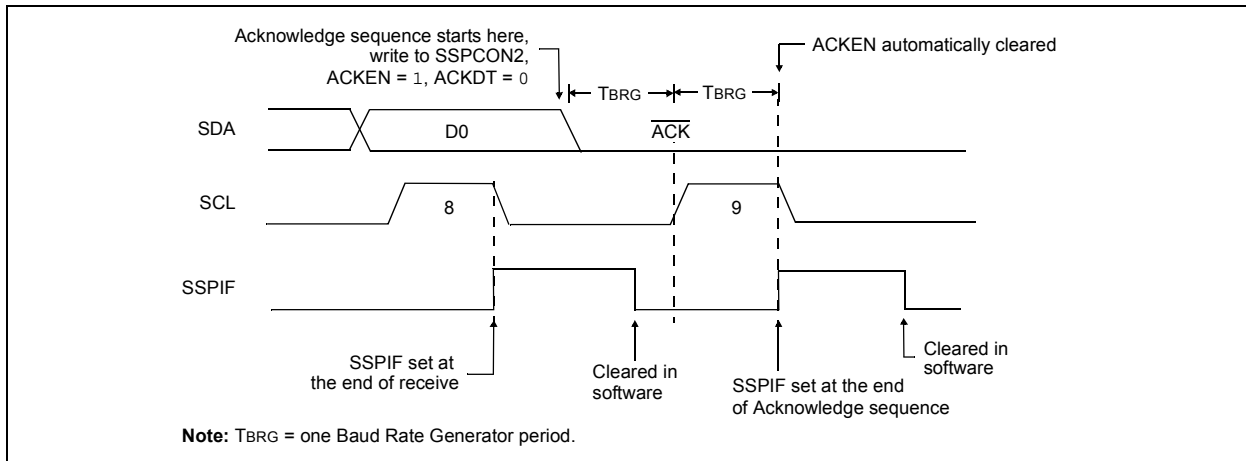 Acknowledge sequence starts here,
write to SSPCON2,
ACKEN = 1, ACKDT = 0
ACKEN automatically cleared
TBRG
TBRG
SDA
D0
ACK
SCL
8
9
SSPIF
SSPIF set at
the end of receive
Cleared in
software
SSPIF set at the end
of Acknowledge sequence
Cleared in
software
Note: TBRG = one Baud Rate Generator period.